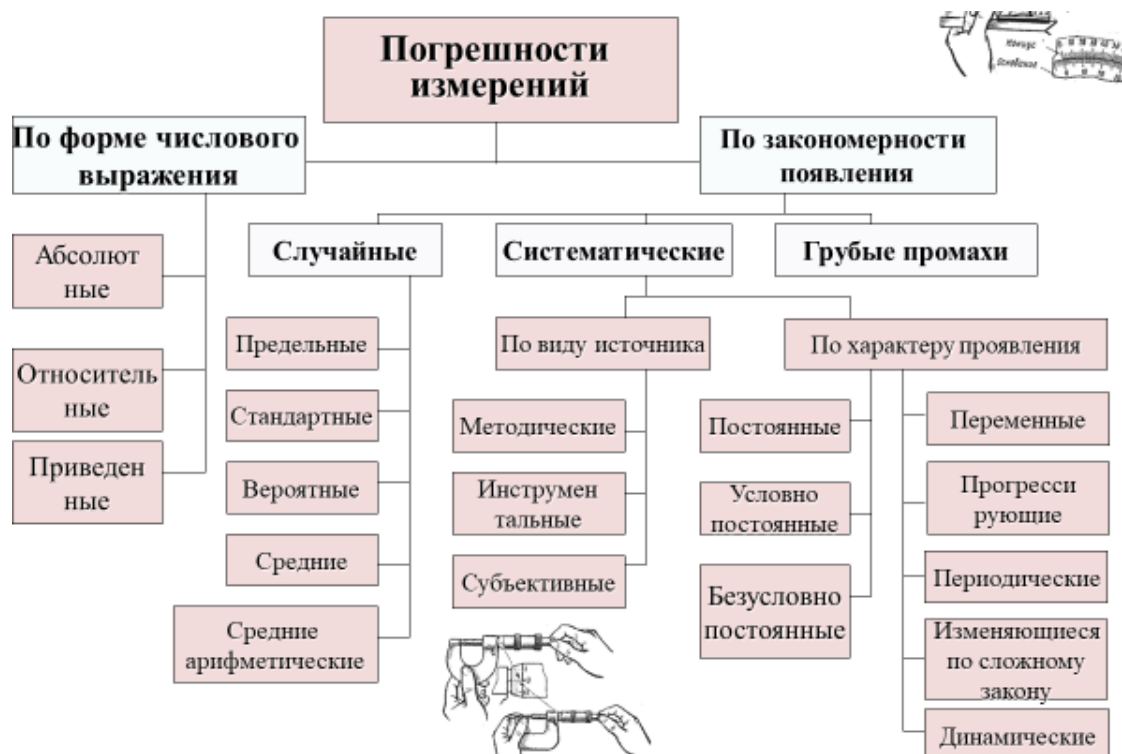 Погрешности
измерений
Конус
Основание
По форме числового
выражения
По закономерности
появления
Абсолют
ные
Относитель
ные
Приведен
ные
Случайные
Систематические
Грубые промахи
Предельные
Стандартные
Вероятные
Средние
Средние
арифметические
По виду источника
По характеру проявления
Методические
Инструмен
тальные
Субъективные
Постоянные
Условно
постоянные
Безусловно
постоянные
Переменные
Прогресси
рующие
Периодические
Изменяющиеся
по сложному
закону
Динамические